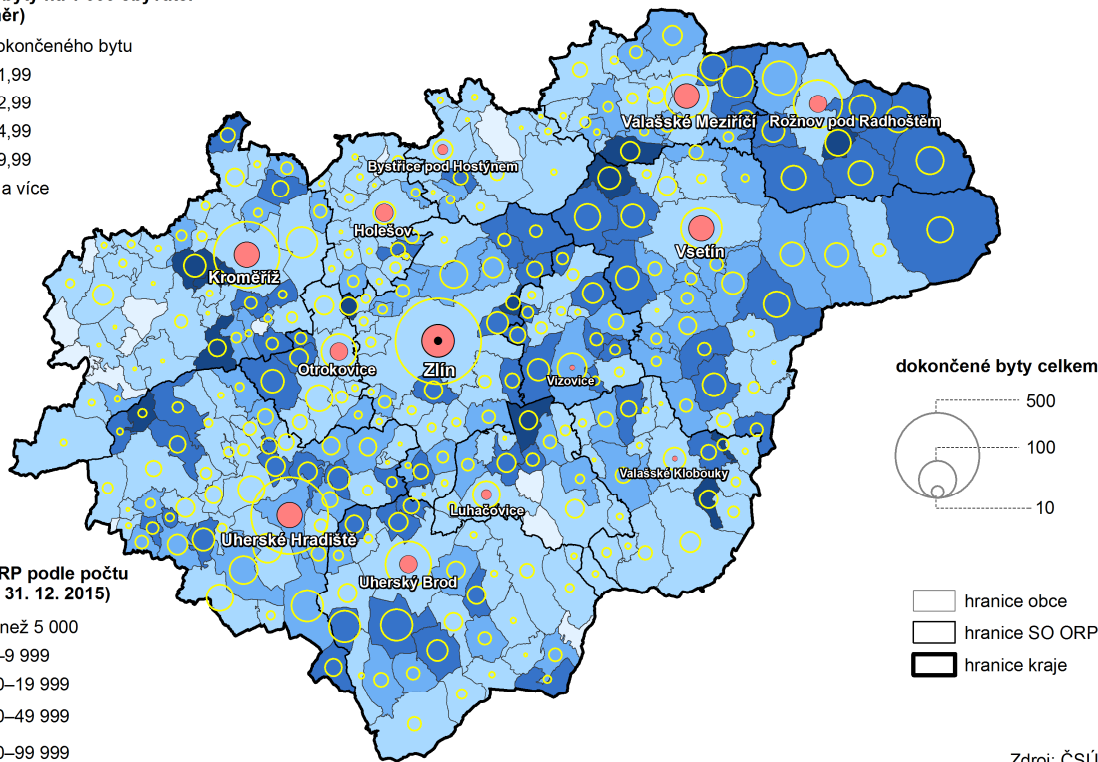 ěr)
okončeného bytu
1,99
2,99
4,99
9,99
a více
Valašské Meziříčí
Rožnov pod Radhoštěm
Bystřice pod Hostýnem
Holešov
Vsetín
Kroměříž
Otrokovice
Zlín
Vizovice
Valašské Klobouky
Luhačovice
Uherské Hradiště
Uherský Brod
dokončené byty celkem
500
100
10
RP podle počtu
31. 12. 2015)
než 5 000
–9 999
0–19 999
0–49 999
0–99 999
hranice obce
hranice SO ORP
hranice kraje
Zdroj: ČSÚ